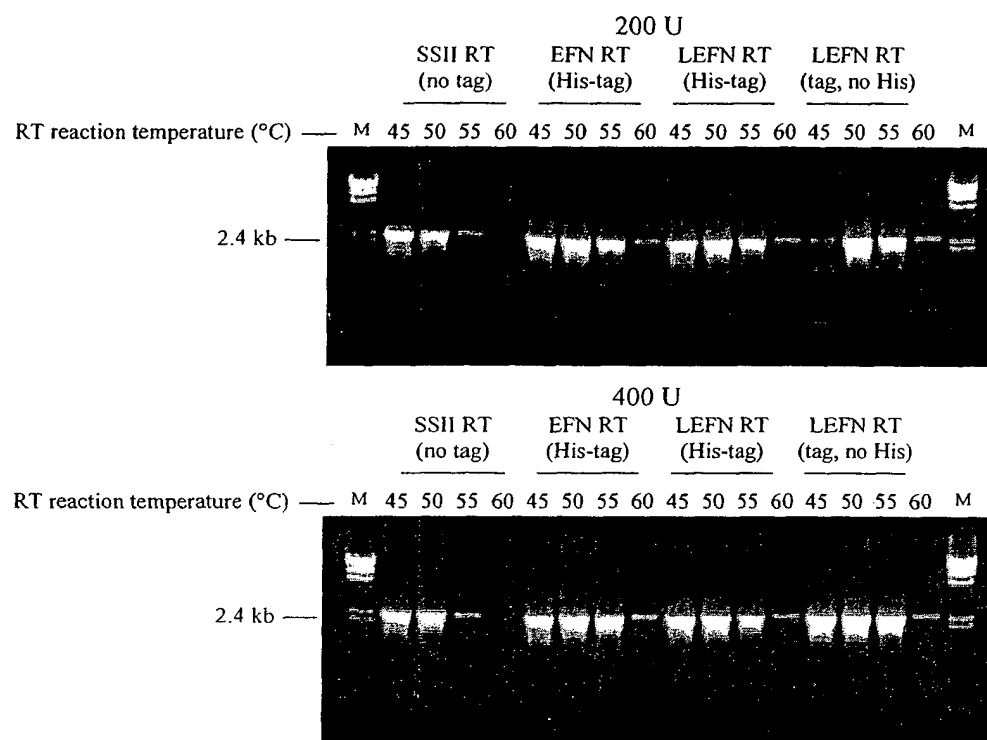 200 U
SSII RT EFN RT LEFN RT LEFN RT
(no tag) (His-tag) (His-tag) (tag, no His)
RT reaction temperature (°C) — M 45 50 55 60 45 50 55 60 45 50 55 60 45 50 55 60 M
2.4 kb —
400 U
SSII RT EFN RT LEFN RT LEFN RT
(no tag) (His-tag) (His-tag) (tag, no His)
RT reaction temperature (°C) — M 45 50 55 60 45 50 55 60 45 50 55 60 45 50 55 60 M
2.4 kb —